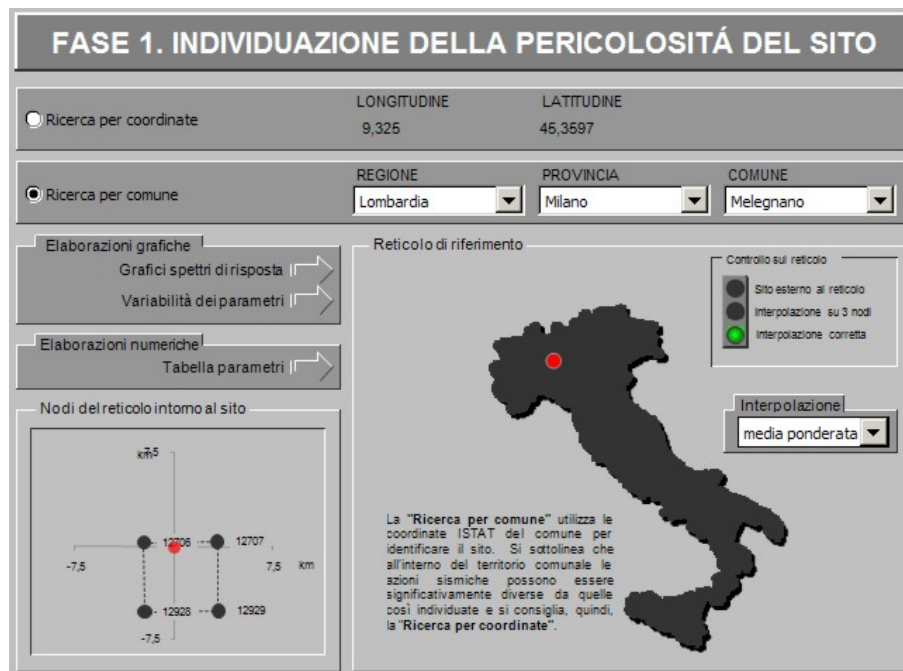 FASE 1. INDIVIDUAZIONE DELLA PERICOLOSITÁ DEL SITO
Ricerca per coordinate
LONGITUDINE
9,325
LATITUDINE
45,3597
Ricerca per comune
REGIONE
Lombardia
PROVINCIA
Milano
COMUNE
Melegnano
Elaborazioni grafiche
Grafici spettri di risposta
Variabilità dei parametri
Elaborazioni numeriche
Tabella parametri
Nodi del reticolo intorno al sito
km
7,5
12706
12707
-7,5
7,5 km
12928
12929
-7,5
Reticolo di riferimento
Controllo sul reticolo
Sito esterno al reticolo
Interpolazione su 3 nodi
Interpolazione corretta
Interpolazione
media ponderata
La "Ricerca per comune" utilizza le
coordinate ISTAT del comune per
identificare il sito. Si sottolinea che
all'interno del territorio comunale le
azioni sismiche possono essere
significativamente diverse da quelle
così individuate e si consiglia, quindi,
la "Ricerca per coordinate".